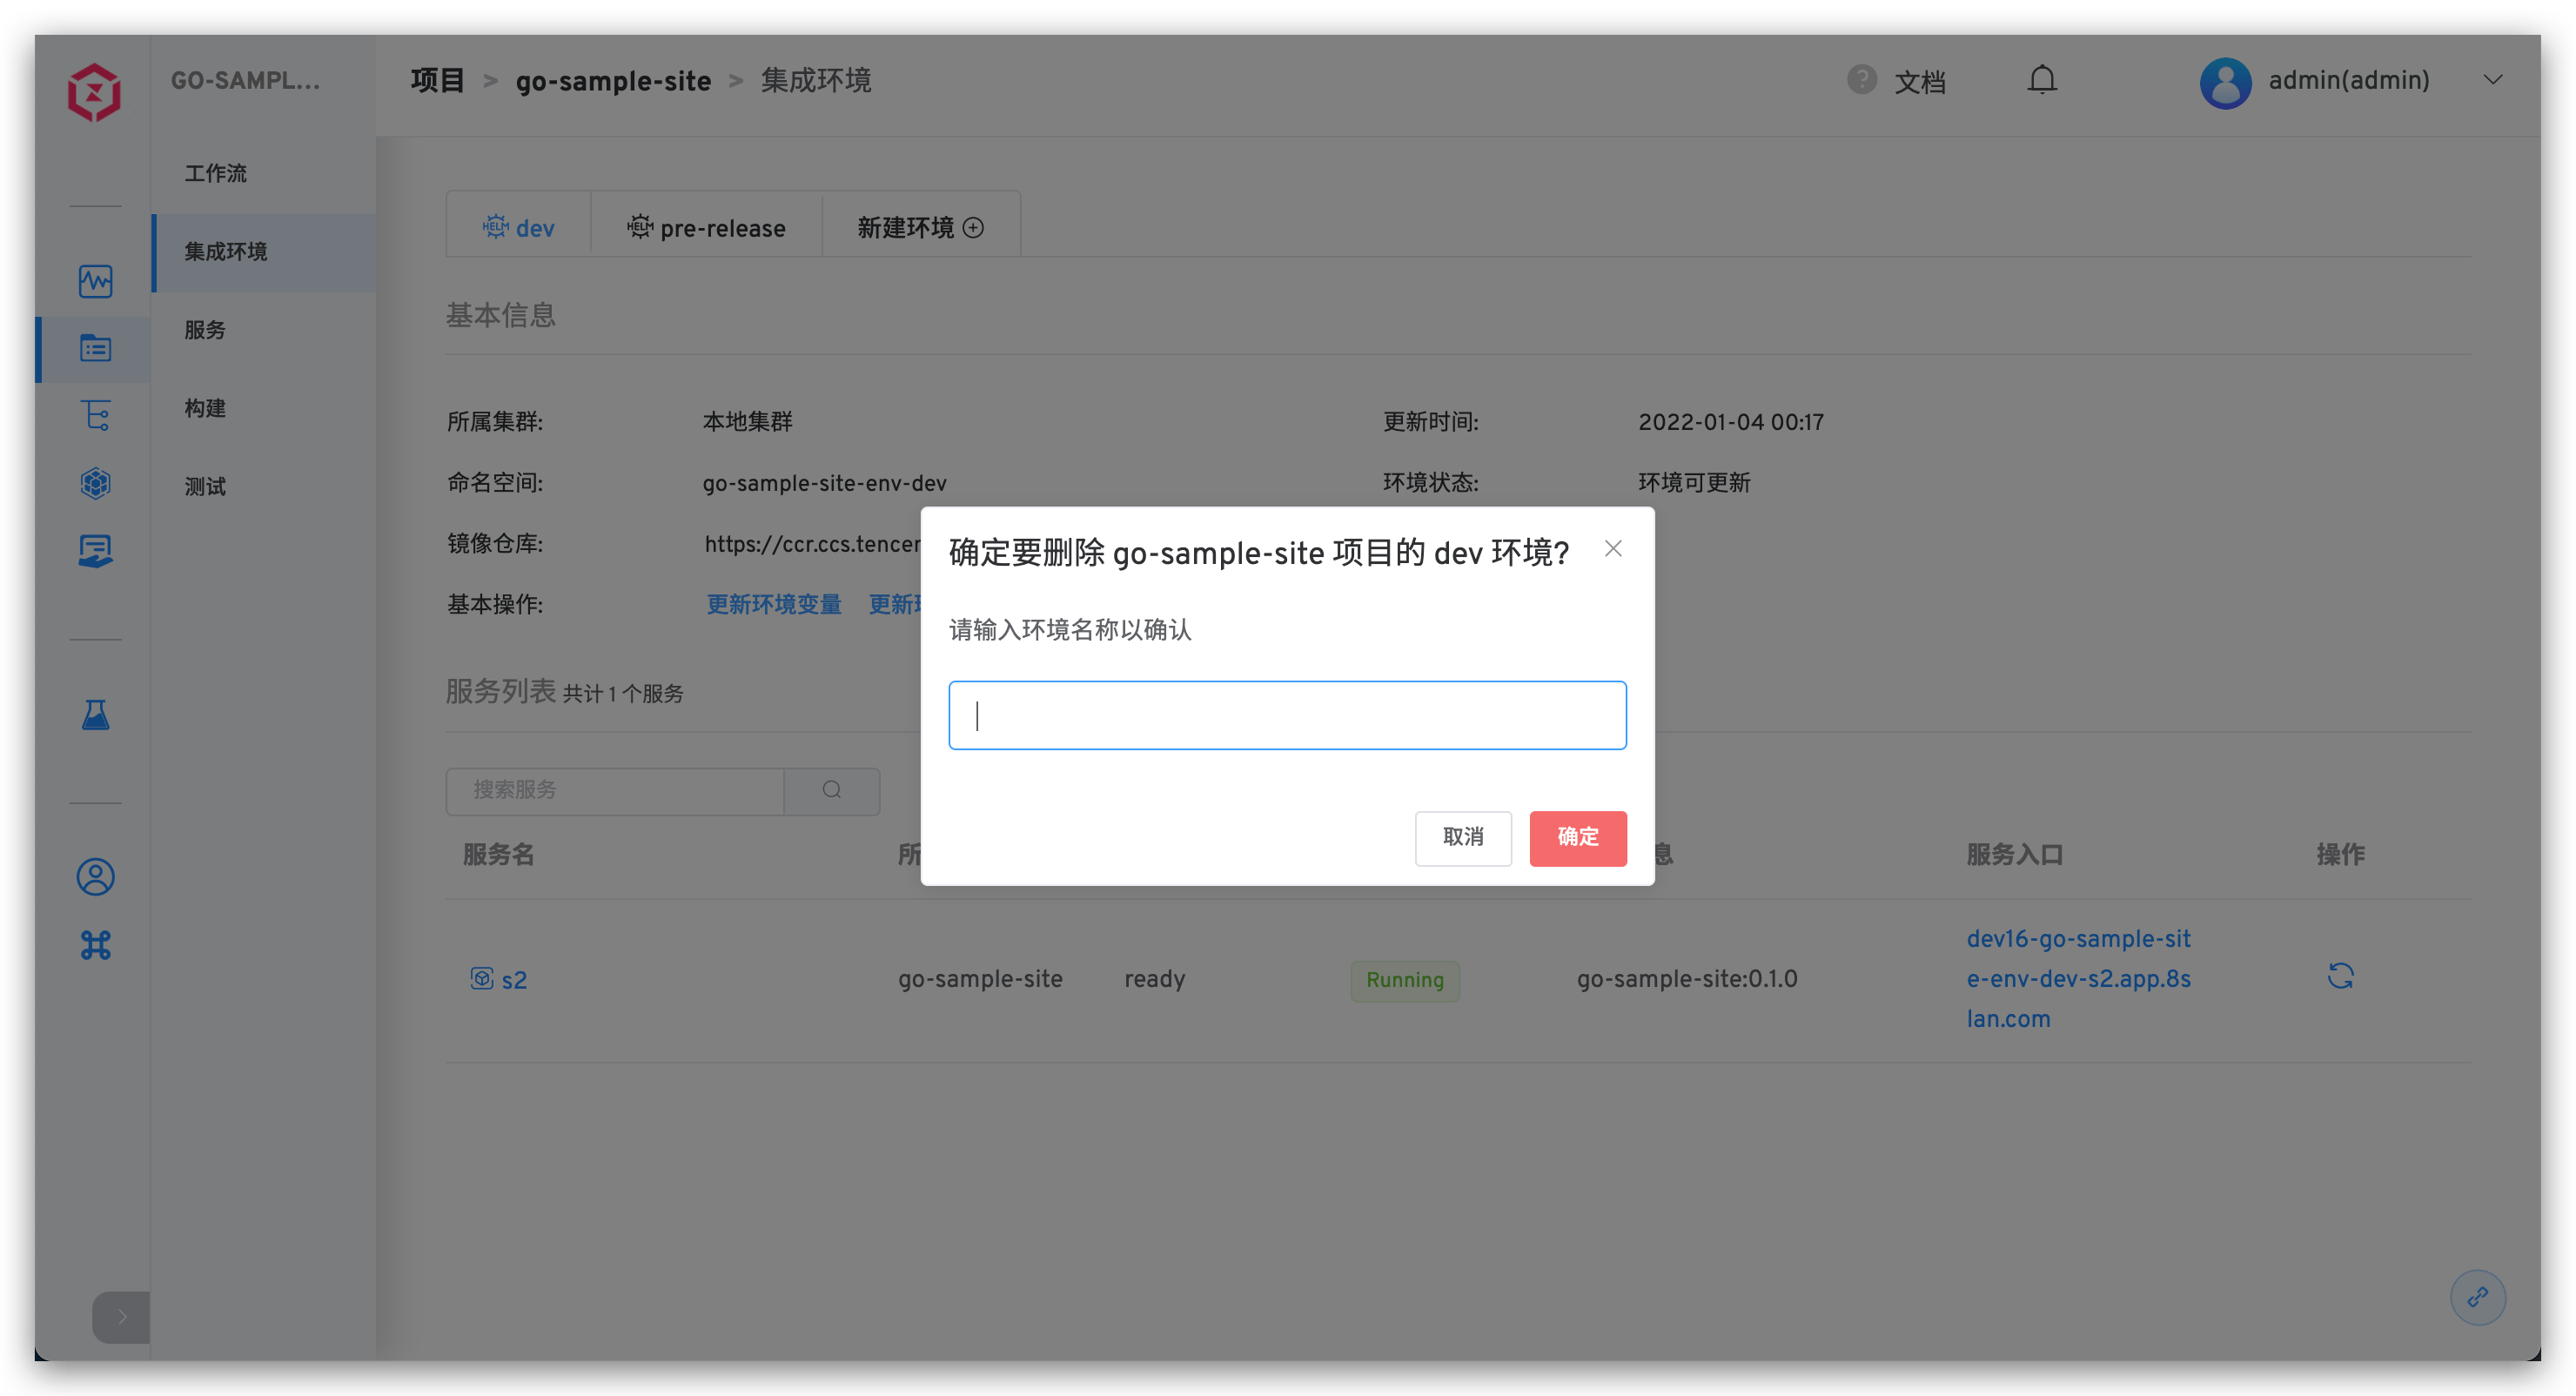 GO-SAMPL...
项目 > go-sample-site > 集成环境
文档
admin(admin)
工作流
集成环境
服务
构建
测试
HELM dev
HELM pre-release
新建环境
基本信息
所属集群: 本地集群
更新时间: 2022-01-04 00:17
命名空间: go-sample-site-env-dev
环境状态: 环境可更新
镜像仓库: https://ccr.ccs.tencen
基本操作: 更新环境变量 更新
确定要删除 go-sample-site 项目的 dev 环境?
请输入环境名称以确认
取消 确定
服务列表 共计 1 个服务
搜索服务
服务名 所 息 服务入口 操作
s2 go-sample-site ready Running go-sample-site:0.1.0
dev16-go-sample-sit
e-env-dev-s2.app.8s
lan.com